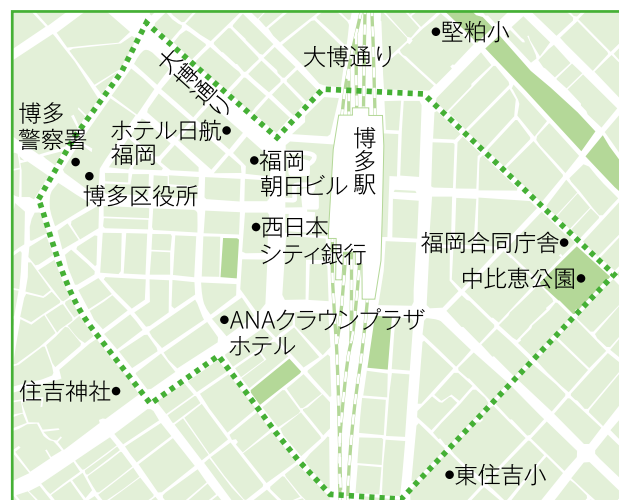 堅粕小
大博通り
大博通り
博多
警察署
ホテル日航
福岡
博多駅
福岡
朝日ビル
博多区役所
西日本
シティ銀行
福岡合同庁舎
中比恵公園
ANAクラウンプラザ
ホテル
住吉神社
東住吉小